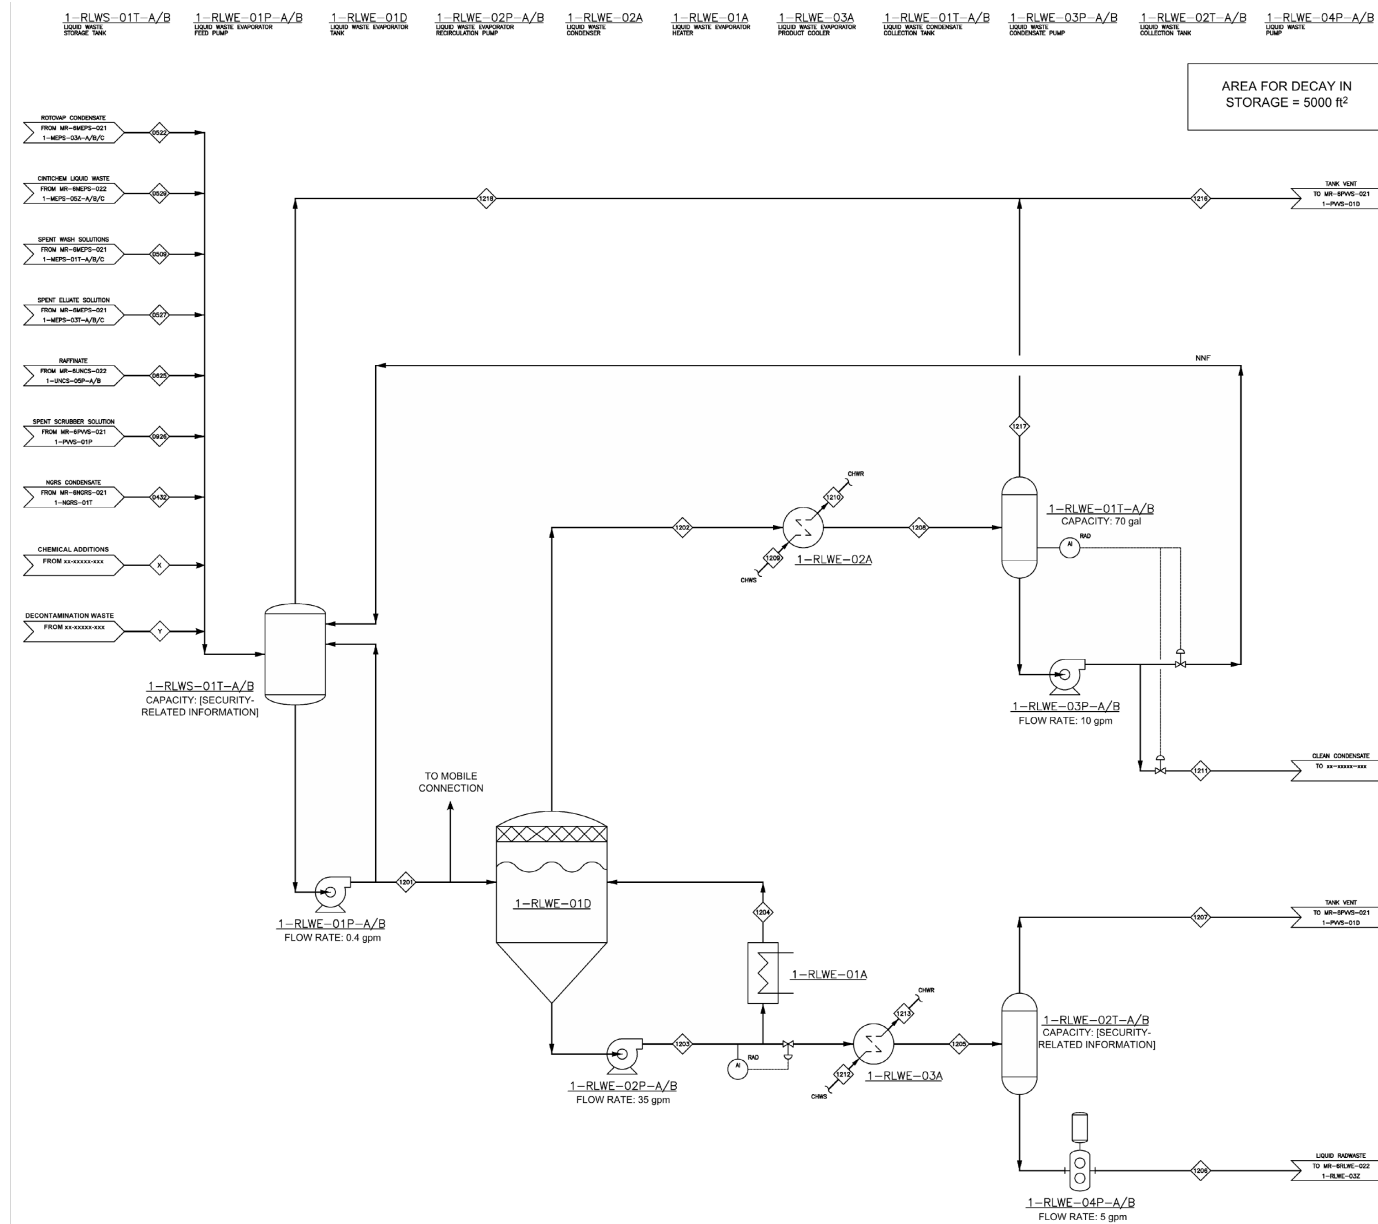 1-RLWS-01T-A/B
LIQUID WASTE
STORAGE TANK
1-RLWE-01P-A/B
LIQUID WASTE EVAPORATOR
FEED PUMP
1-RLWE-01D
LIQUID WASTE EVAPORATOR
TANK
1-RLWE-02P-A/B
LIQUID WASTE EVAPORATOR
RECIRCULATION PUMP
1-RLWE-02A
LIQUID WASTE
CONDENSER
1-RLWE-01A
LIQUID WASTE EVAPORATOR
HEATER
1-RLWE-03A
LIQUID WASTE EVAPORATOR
PRODUCT COOLER
1-RLWE-01T-A/B
LIQUID WASTE CONDENSATE
COLLECTION TANK
1-RLWE-03P-A/B
LIQUID WASTE
CONDENSATE PUMP
1-RLWE-02T-A/B
LIQUID WASTE
COLLECTION TANK
1-RLWE-04P-A/B
LIQUID WASTE
PUMP
AREA FOR DECAY IN
STORAGE = 5000 ft²
ROTOVAP CONDENSATE
FROM MR-6MEPS-021
1-MEPS-03A-A/B/C
0522
CINTICHEM LIQUID WASTE
FROM MR-6MEPS-022
1-MEPS-05Z-A/B/C
0529
SPENT WASH SOLUTIONS
FROM MR-6MEPS-021
1-MEPS-01T-A/B/C
0509
SPENT ELUATE SOLUTION
FROM MR-6MEPS-021
1-MEPS-03T-A/B/C
0527
RAFFINATE
FROM MR-6UNCS-022
1-UNCS-05P-A/B
0825
SPENT SCRUBBER SOLUTION
FROM MR-6PVVS-021
1-PVVS-01P
0926
NGRS CONDENSATE
FROM MR-6NGRS-021
1-NGRS-01T
0432
CHEMICAL ADDITIONS
FROM xx-xxxxx-xxx
X
DECONTAMINATION WASTE
FROM xx-xxxxx-xxx
Y
1218
1216
TANK VENT
TO MR-6PVVS-021
1-PVVS-01D
NNF
1217
1-RLWS-01T-A/B
CAPACITY: [SECURITY-
RELATED INFORMATION]
1202
CHWR
1210
1209
CHWS
1-RLWE-02A
1208
1-RLWE-01T-A/B
CAPACITY: 70 gal
AI
RAD
1-RLWE-03P-A/B
FLOW RATE: 10 gpm
1211
CLEAN CONDENSATE
TO xx-xxxxx-xxx
TO MOBILE
CONNECTION
1201
1-RLWE-01P-A/B
FLOW RATE: 0.4 gpm
1-RLWE-01D
1204
1-RLWE-01A
1203
1-RLWE-02P-A/B
FLOW RATE: 35 gpm
AI
RAD
CHWR
1213
1212
CHWS
1-RLWE-03A
1205
1207
TANK VENT
TO MR-6PVVS-021
1-PVVS-01D
1-RLWE-02T-A/B
CAPACITY: [SECURITY-
RELATED INFORMATION]
1206
LIQUID RADWASTE
TO MR-6RLWE-022
1-RLWE-03Z
1-RLWE-04P-A/B
FLOW RATE: 5 gpm